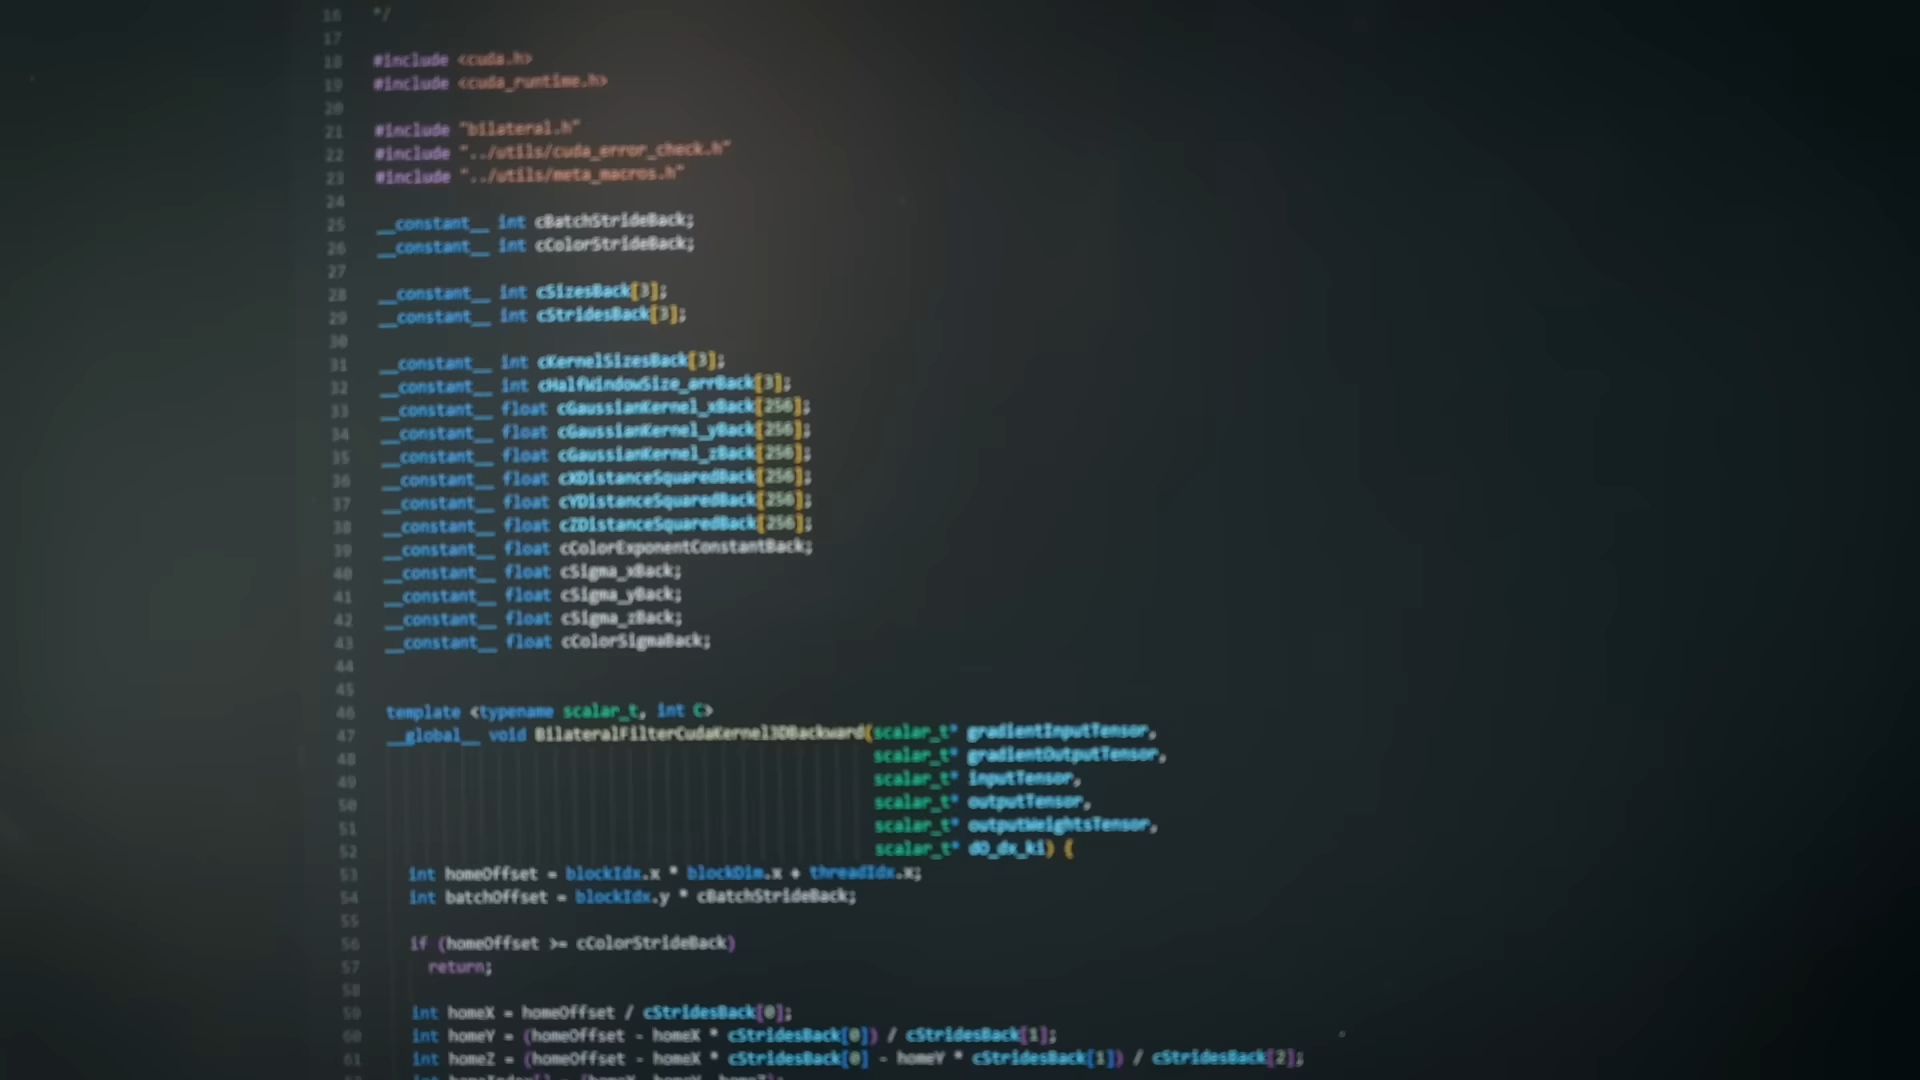 16 */
17
18 #include <cuda.h>
19 #include <cuda_runtime.h>
20
21 #include "bilateral.h"
22 #include "../utils/cuda_error_check.h"
23 #include "../utils/meta_macros.h"
24
25 __constant__ int cBatchStrideBack;
26 __constant__ int cColorStrideBack;
27
28 __constant__ int cSizesBack[3];
29 __constant__ int cStridesBack[3];
30
31 __constant__ int cKernelSizesBack[3];
32 __constant__ int cHalfWindowSize_arrBack[3];
33 __constant__ float cGaussianKernel_xBack[256];
34 __constant__ float cGaussianKernel_yBack[256];
35 __constant__ float cGaussianKernel_zBack[256];
36 __constant__ float cXDistanceSquaredBack[256];
37 __constant__ float cYDistanceSquaredBack[256];
38 __constant__ float cZDistanceSquaredBack[256];
39 __constant__ float cColorExponentConstantBack;
40 __constant__ float cSigma_xBack;
41 __constant__ float cSigma_yBack;
42 __constant__ float cSigma_zBack;
43 __constant__ float cColorSigmaBack;
44
45
46 template <typename scalar_t, int C>
47 __global__ void BilateralFilterCudaKernel3DBackward(scalar_t* gradientInputTensor,
48 scalar_t* gradientOutputTensor,
49 scalar_t* inputTensor,
50 scalar_t* outputTensor,
51 scalar_t* outputWeightsTensor,
52 scalar_t* dO_dx_ki) {
53 int homeOffset = blockIdx.x * blockDim.x + threadIdx.x;
54 int batchOffset = blockIdx.y * cBatchStrideBack;
55
56 if (homeOffset >= cColorStrideBack)
57 return;
58
59 int homeX = homeOffset / cStridesBack[0];
60 int homeY = (homeOffset - homeX * cStridesBack[0]) / cStridesBack[1];
61 int homeZ = (homeOffset - homeX * cStridesBack[0] - homeY * cStridesBack[1]) / cStridesBack[2];